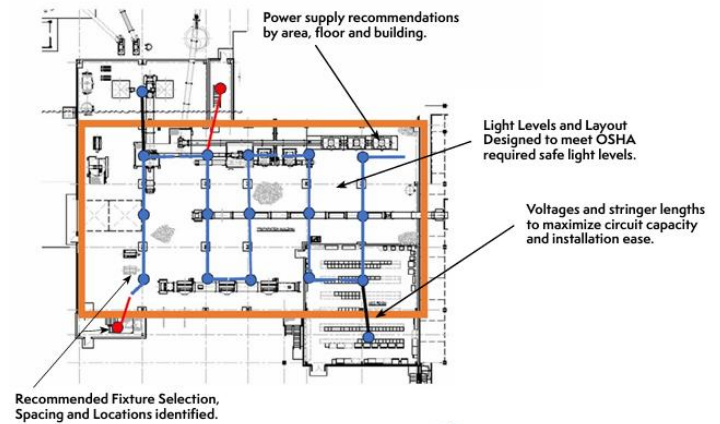 Power supply recommendations
by area, floor and building.
Light Levels and Layout
Designed to meet OSHA
required safe light levels.
Voltages and stringer lengths
to maximize circuit capacity
and installation ease.
Recommended Fixture Selection,
Spacing and Locations identified.